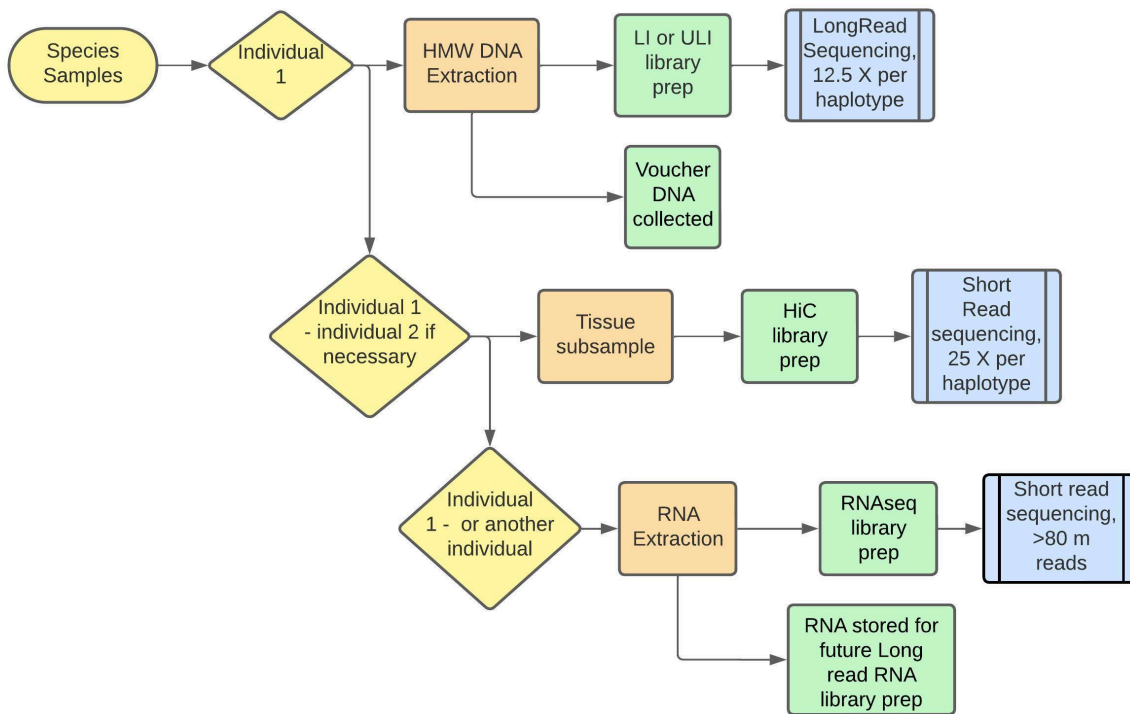 Species
Samples
Individual
1
HMW DNA
Extraction
LI or ULI
library
prep
LongRead
Sequencing,
12.5 X per
haplotype
Voucher
DNA
collected
Individual 1
- individual 2 if
necessary
Tissue
subsample
HiC
library
prep
Short
Read
sequencing,
25 X per
haplotype
Individual
1 - or another
individual
RNA
Extraction
RNAseq
library
prep
Short read
sequencing,
>80 m
reads
RNA stored for
future Long
read RNA
library prep